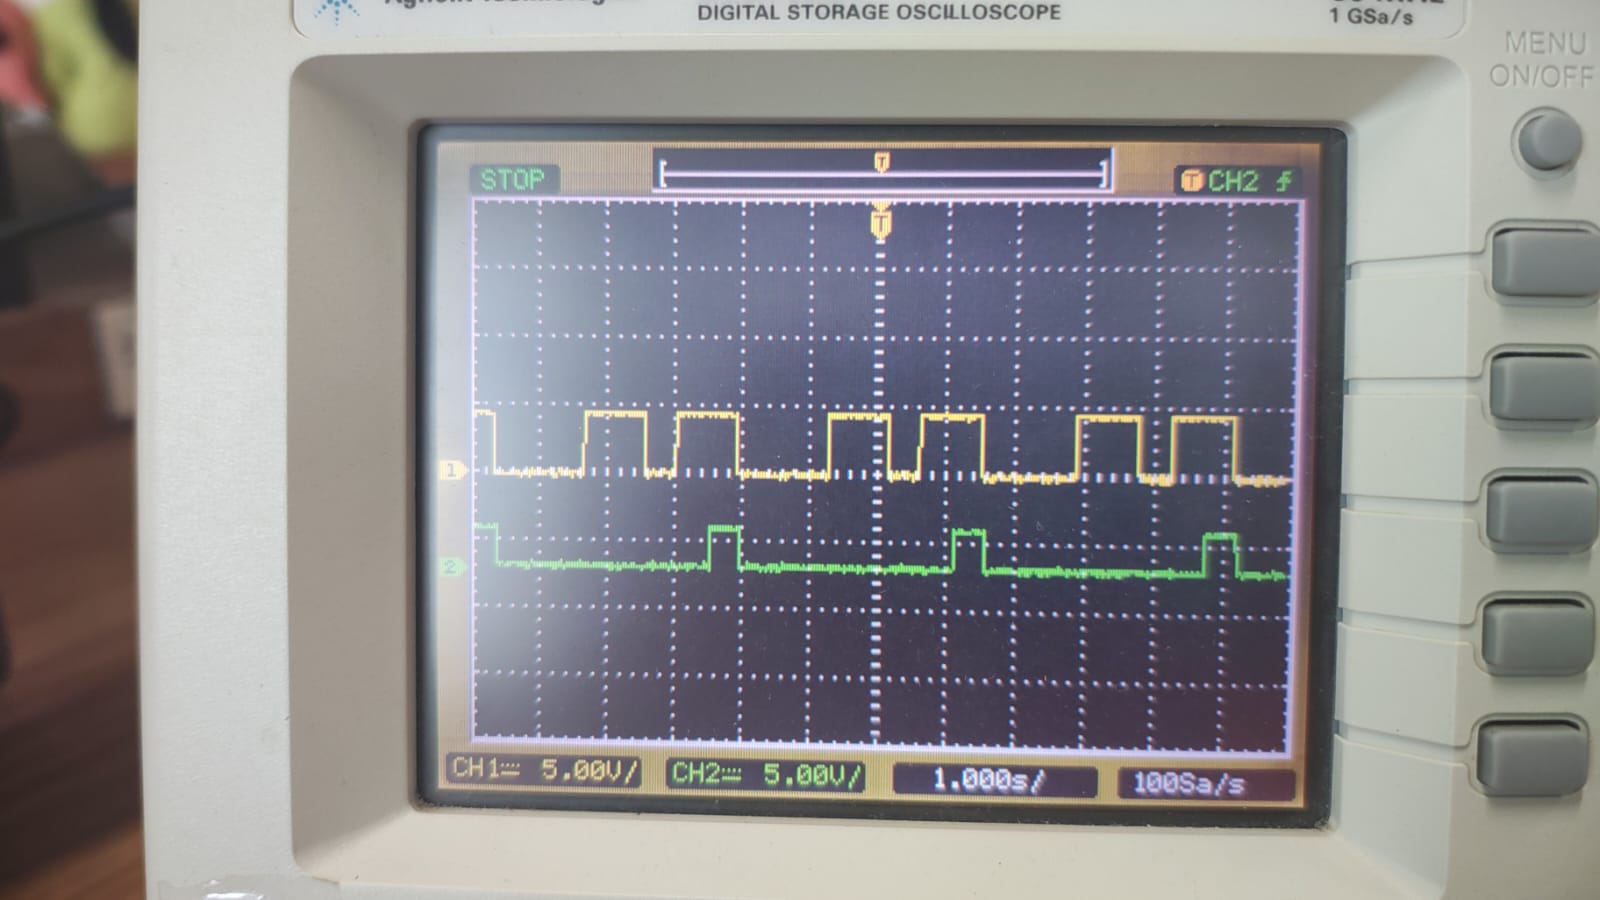 DIGITAL STORAGE OSCILLOSCOPE
1 GSa/s
MENU
ON/OFF
STOP
T
T CH2
T
1
2
CH1 5.00V/
CH2 5.00V/
1.000s/
100Sa/s